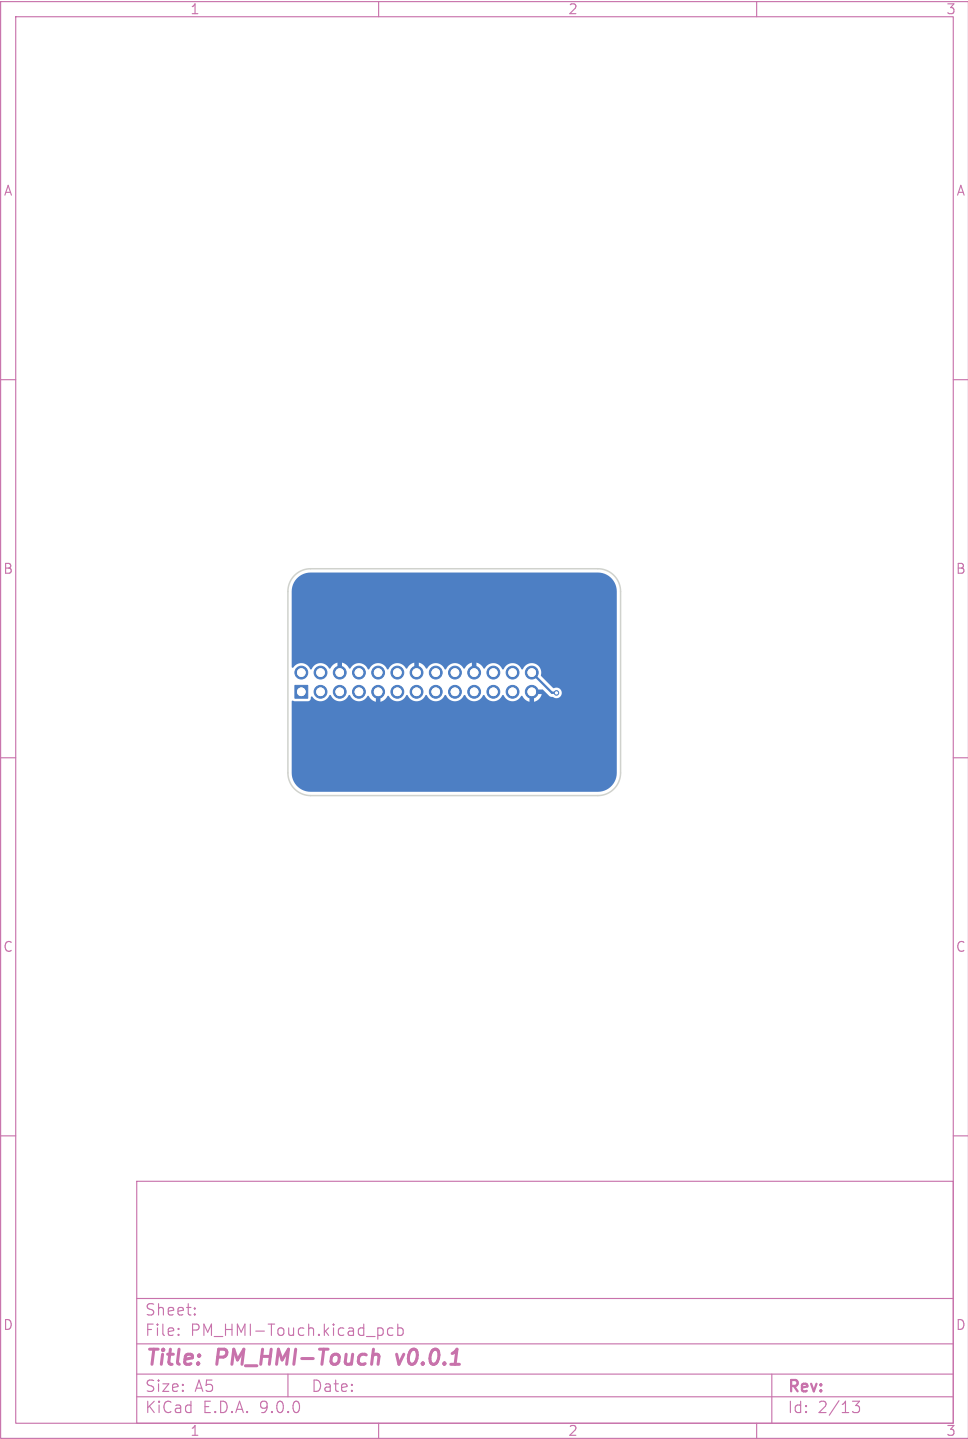 1 2 3
A A
B B
C C
Sheet:
File: PM_HMI-Touch.kicad_pcb
D D
Title: PM_HMI-Touch v0.0.1
Size: A5 Date: Rev:
KiCad E.D.A. 9.0.0 Id: 2/13
1 2 3